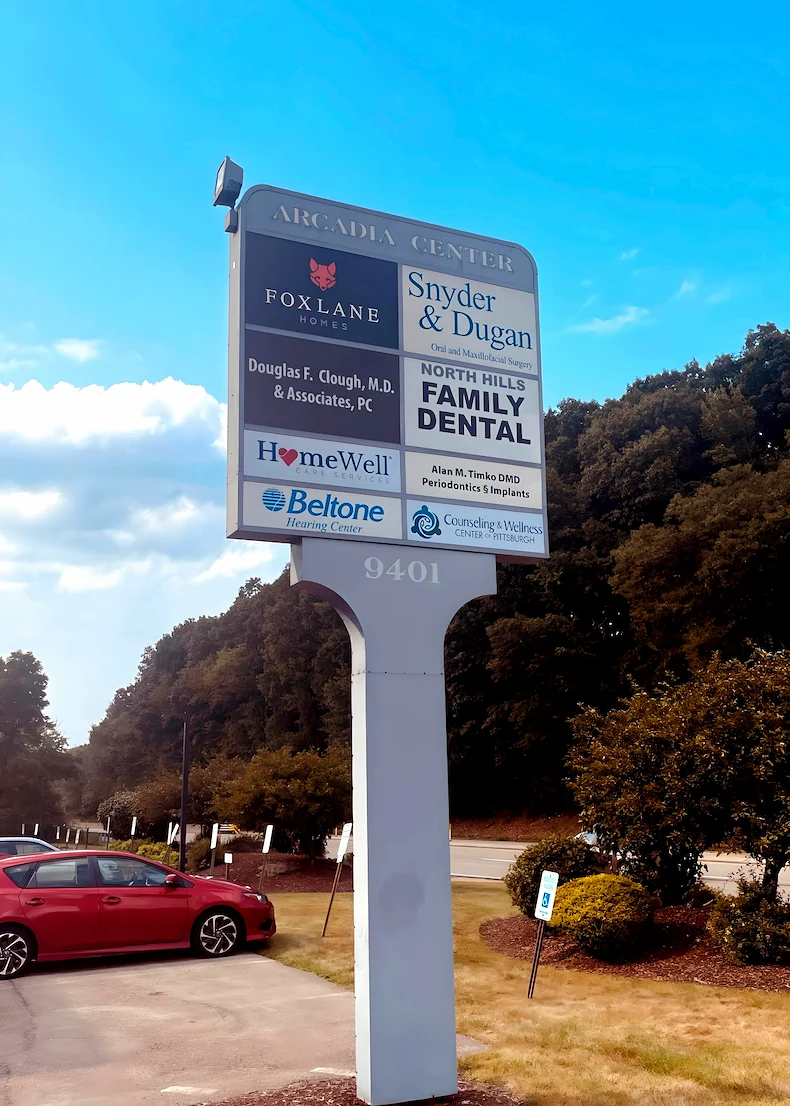 ARCADIA CENTER
FOXLANE
HOMES
Snyder
& Dugan
Oral and Maxillofacial Surgery
Douglas F. Clough, M.D.
& Associates, PC
NORTH HILLS
FAMILY
DENTAL
HomeWell
CARE SERVICES
Alan M. Timko DMD
Periodontics & Implants
Beltone
Hearing Center
Counseling & Wellness
CENTER OF PITTSBURGH
9401